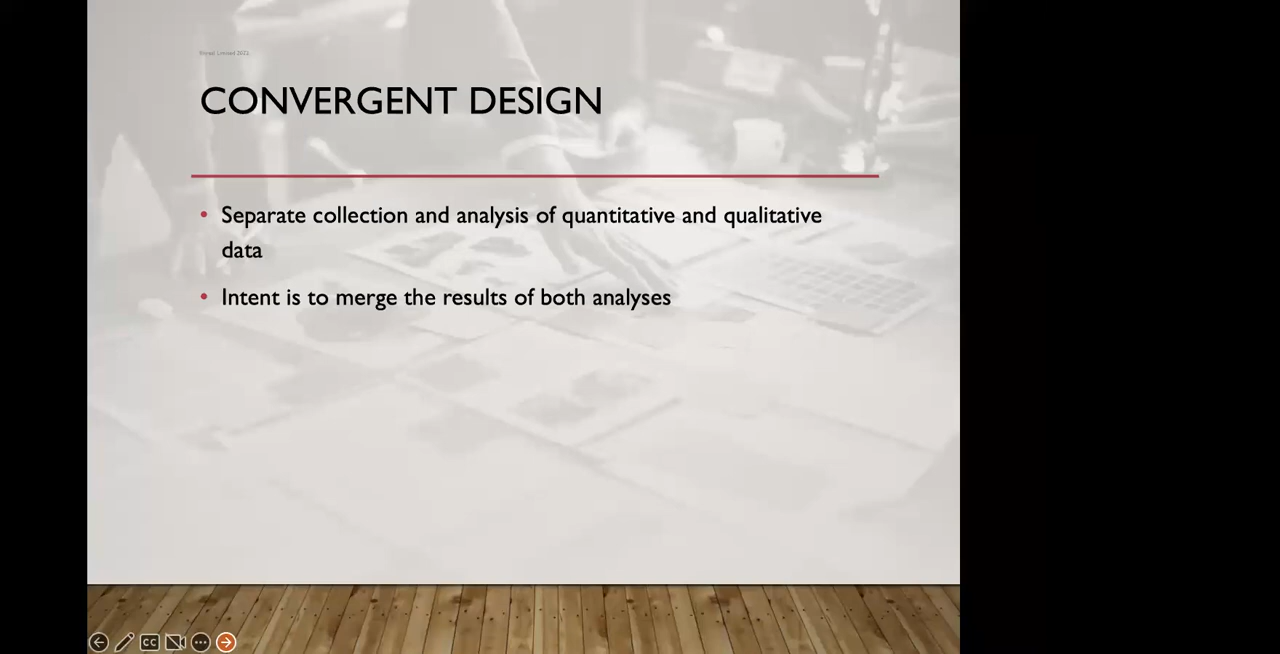 CONVERGENT DESIGN
• Separate collection and analysis of quantitative and qualitative
data
• Intent is to merge the results of both analyses
CC